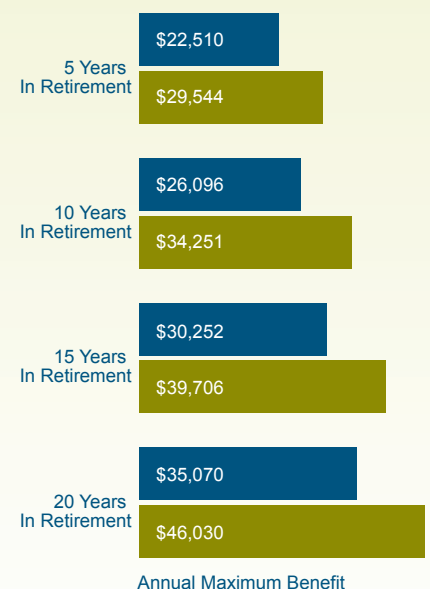 $22,510
5 Years
In Retirement
$29,544
$26,096
10 Years
In Retirement
$34,251
$30,252
15 Years
In Retirement
$39,706
$35,070
20 Years
In Retirement
$46,030
Annual Maximum Benefit